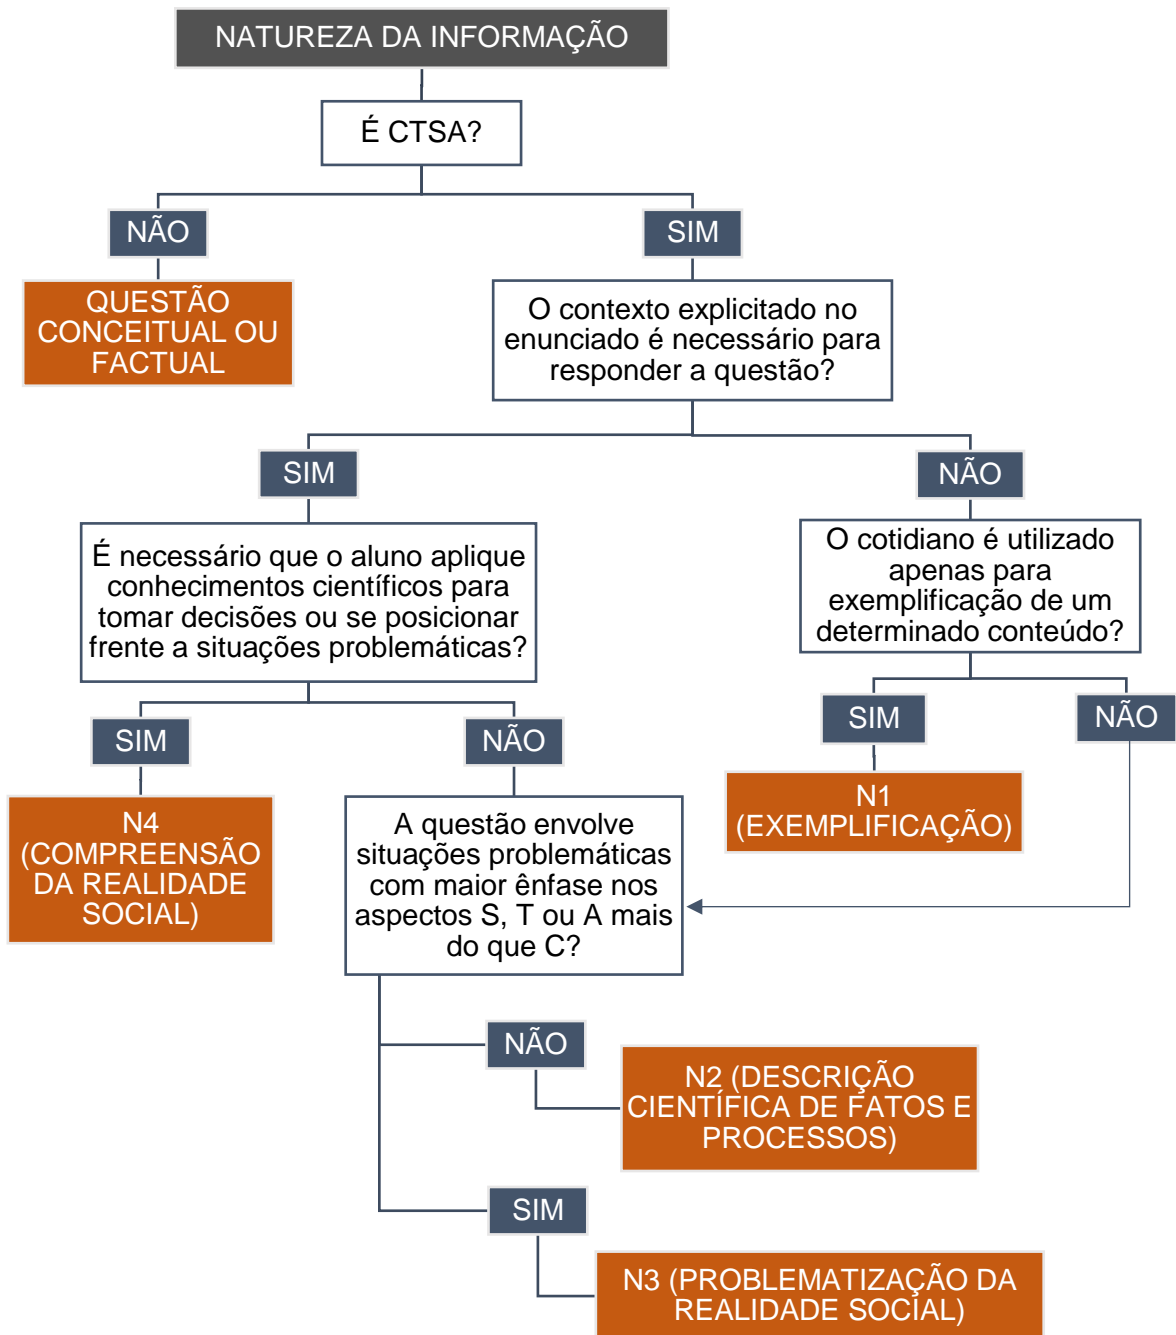 NATUREZA DA INFORMAÇÃO
É CTSA?
NÃO
SIM
QUESTÃO
CONCEITUAL OU
FACTUAL
O contexto explicitado no
enunciado é necessário para
responder a questão?
SIM
NÃO
É necessário que o aluno aplique
conhecimentos científicos para
tomar decisões ou se posicionar
frente a situações problemáticas?
O cotidiano é utilizado
apenas para
exemplificação de um
determinado conteúdo?
SIM
NÃO
SIM
NÃO
N4
(COMPREENSÃO
DA REALIDADE
SOCIAL)
A questão envolve
situações problemáticas
com maior ênfase nos
aspectos S, T ou A mais
do que C?
N1
(EXEMPLIFICAÇÃO)
NÃO
N2 (DESCRIÇÃO
CIENTÍFICA DE FATOS E
PROCESSOS)
SIM
N3 (PROBLEMATIZAÇÃO DA
REALIDADE SOCIAL)